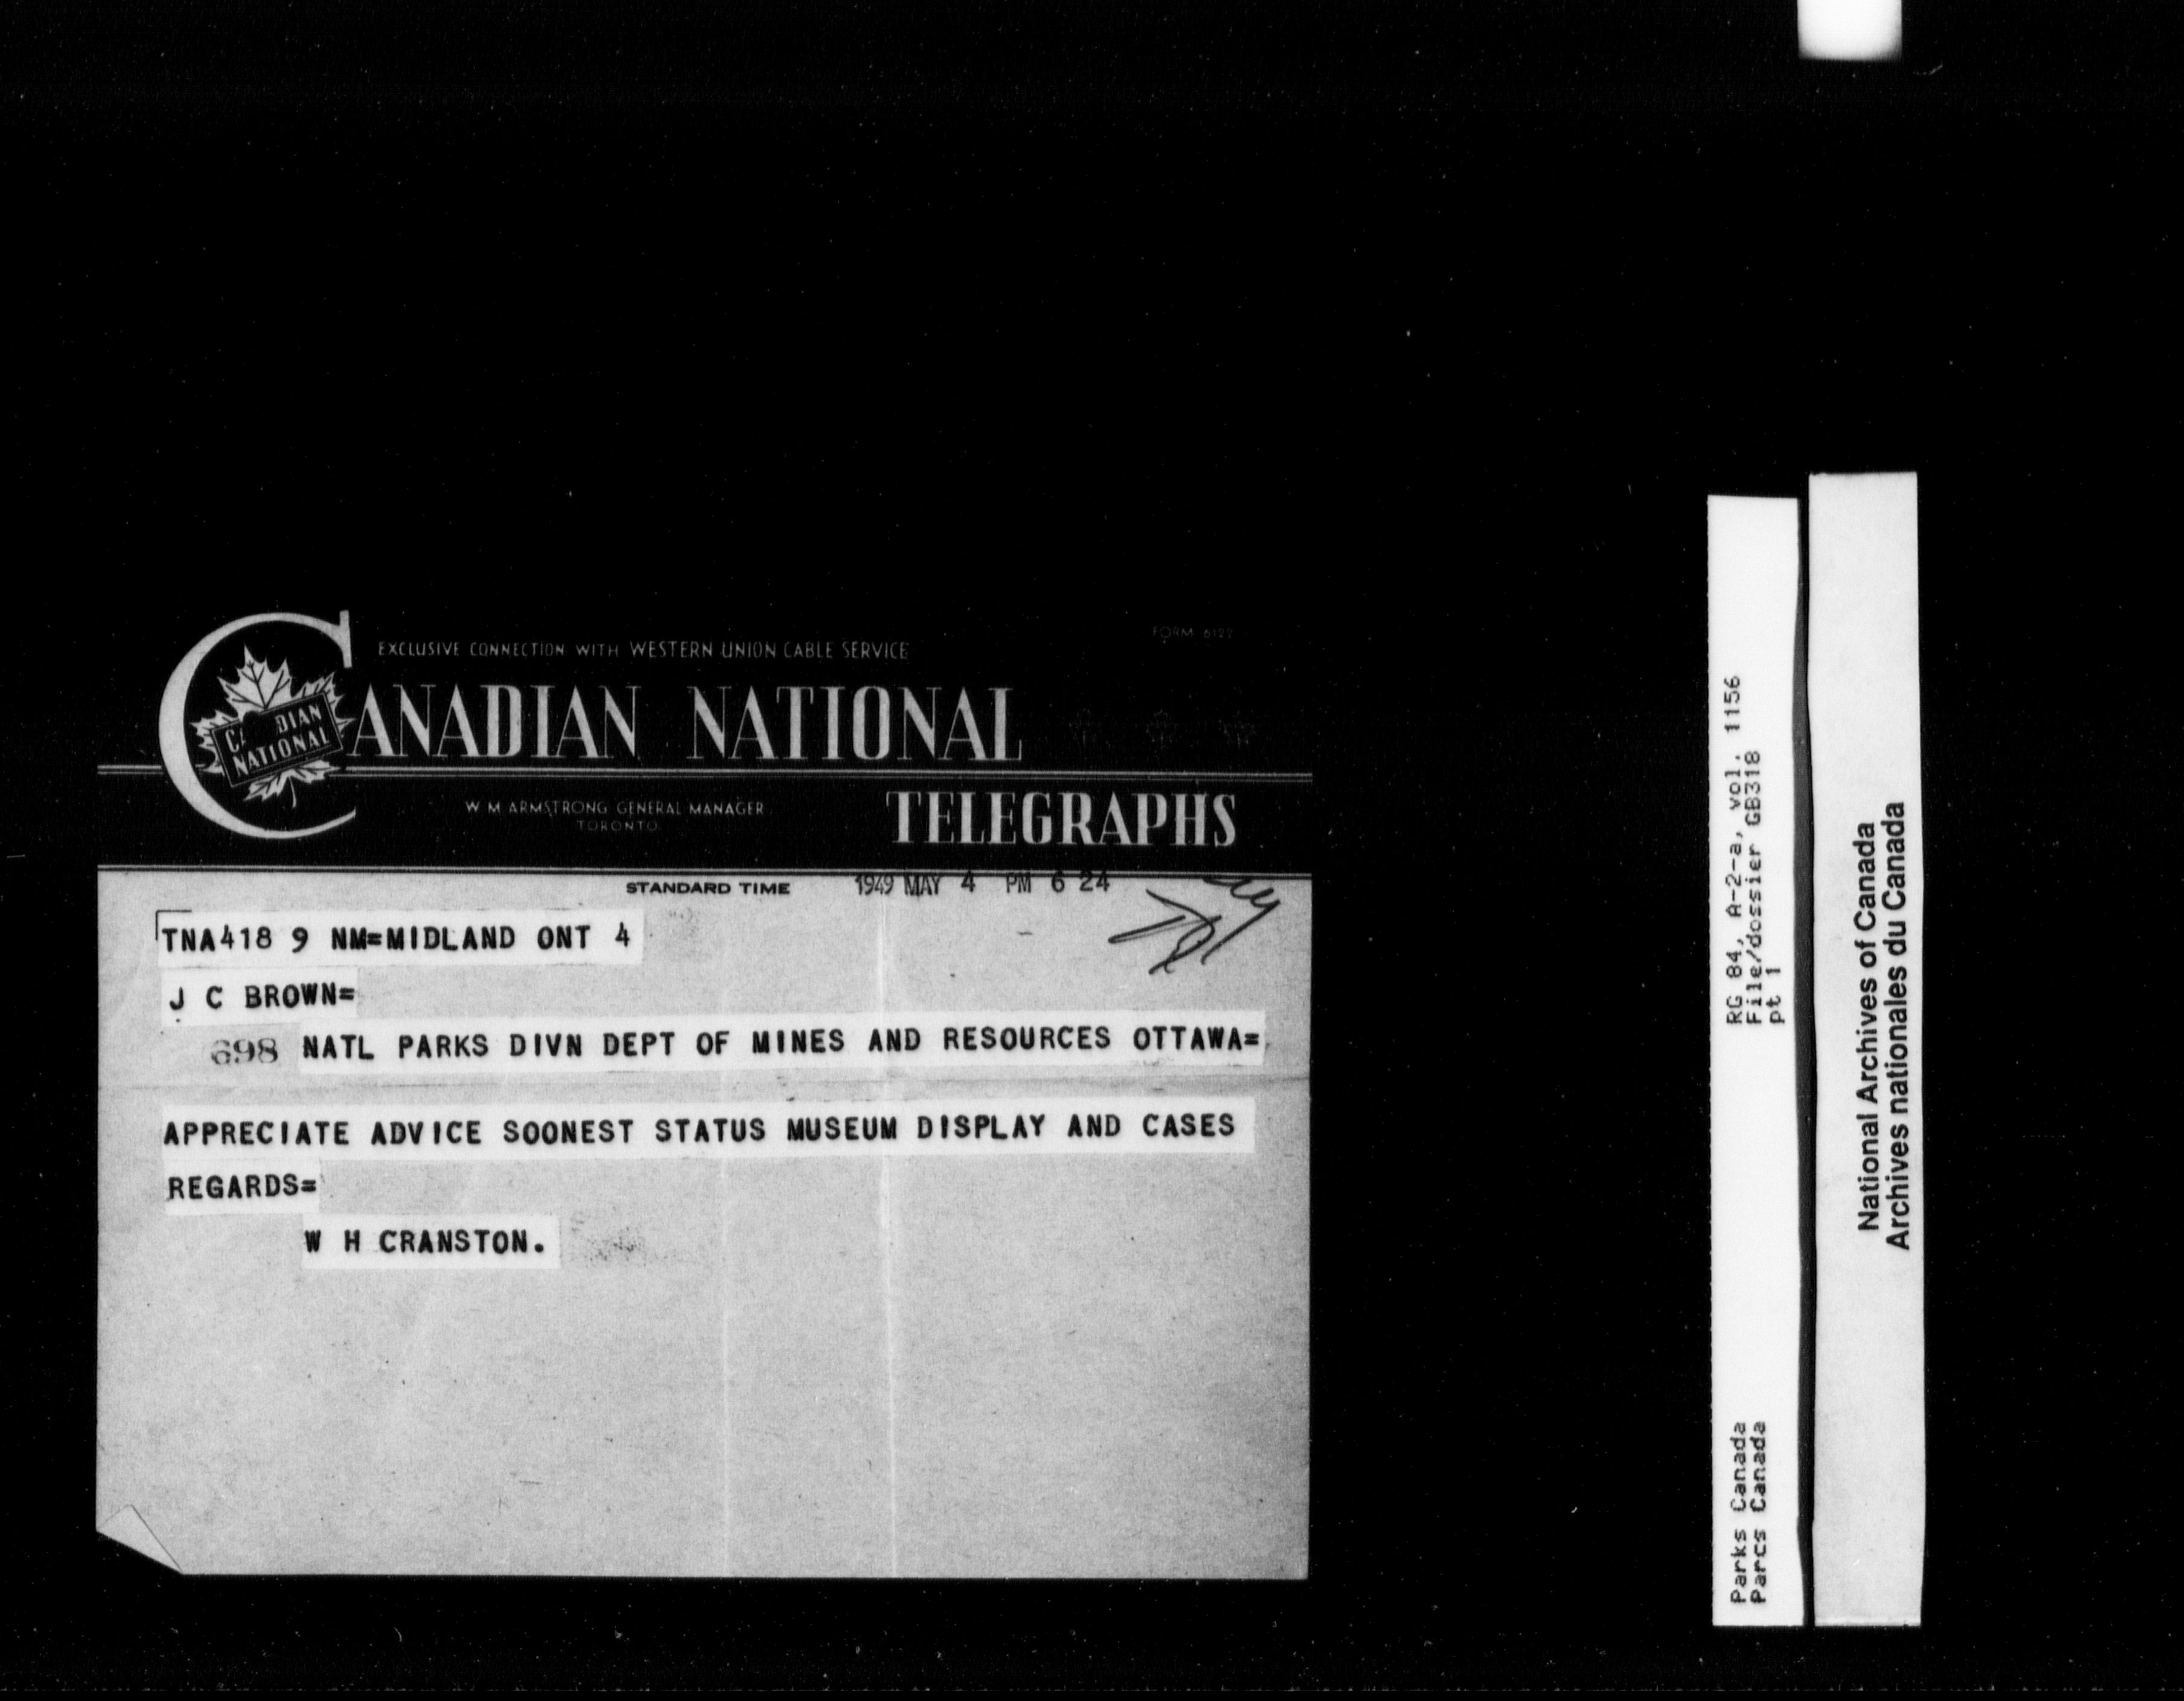 EXCLUSIVE CONNECTION WITH WESTERN UNION CABLE SERVICE
FORM 6122
CANADIAN NATIONAL
CA DIAN
NATIONAL
W M ARMSTRONG GENERAL MANAGER
TORONTO
TELEGRAPHS
STANDARD TIME 1949 MAY 4 PM 6 24
TNA418 9 NM=MIDLAND ONT 4
J C BROWN=
698 NATL PARKS DIVN DEPT OF MINES AND RESOURCES OTTAWA=
APPRECIATE ADVICE SOONEST STATUS MUSEUM DISPLAY AND CASES
REGARDS=
W H CRANSTON.
RG 84, A-2-a, vol. 1156
File/dossier GB318
pt 1
Parks Canada
Parcs Canada
National Archives of Canada
Archives nationales du Canada